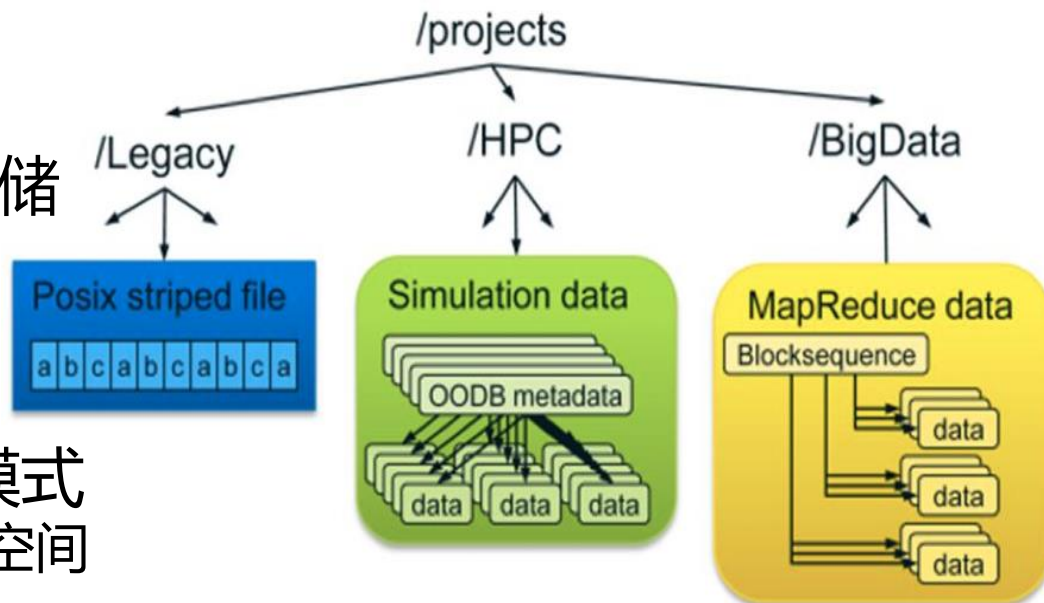 /projects
/Legacy
/HPC
/BigData
储
模式
空间
Posix striped file
a b c a b c a b c a
Simulation data
OODB metadata
data data data
MapReduce data
Blocksequence
data
data
data